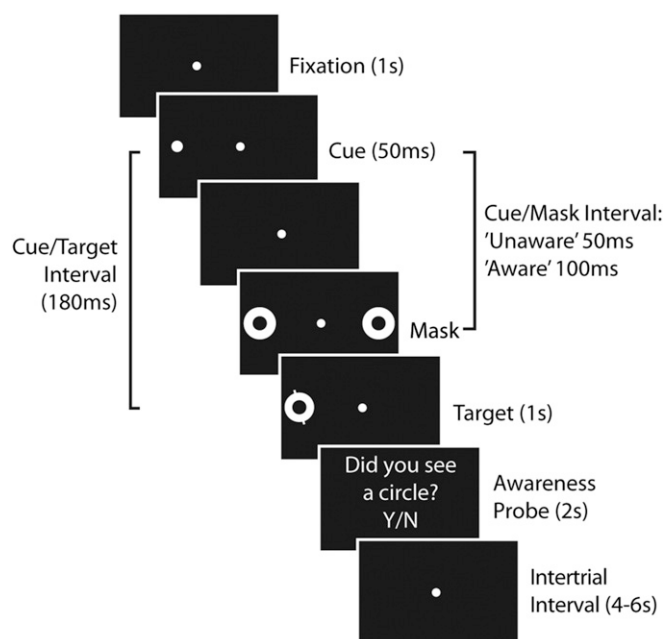 Fixation (1s)
Cue (50ms)
Cue/Target
Interval
(180ms)
Cue/Mask Interval:
'Unaware' 50ms
'Aware' 100ms
Mask
Target (1s)
Did you see
a circle?
Y/N
Awareness
Probe (2s)
Intertrial
Interval (4-6s)